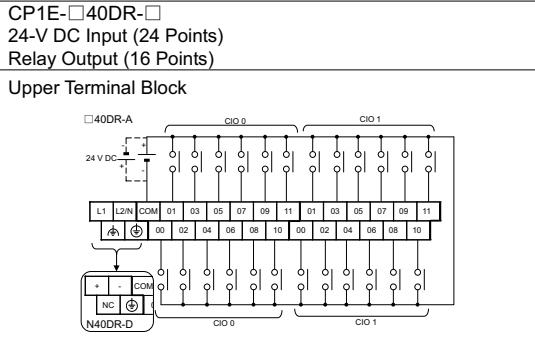 CP1E-□40DR-□
24-V DC Input (24 Points)
Relay Output (16 Points)
Upper Terminal Block
□40DR-A
CIO 0
CIO 1
- +
24 V DC
+ -
L1 L2/N COM 01 03 05 07 09 11 01 03 05 07 09 11
00 02 04 06 08 10 00 02 04 06 08 10
+ - COM
NC
N40DR-D
CIO 0
CIO 1